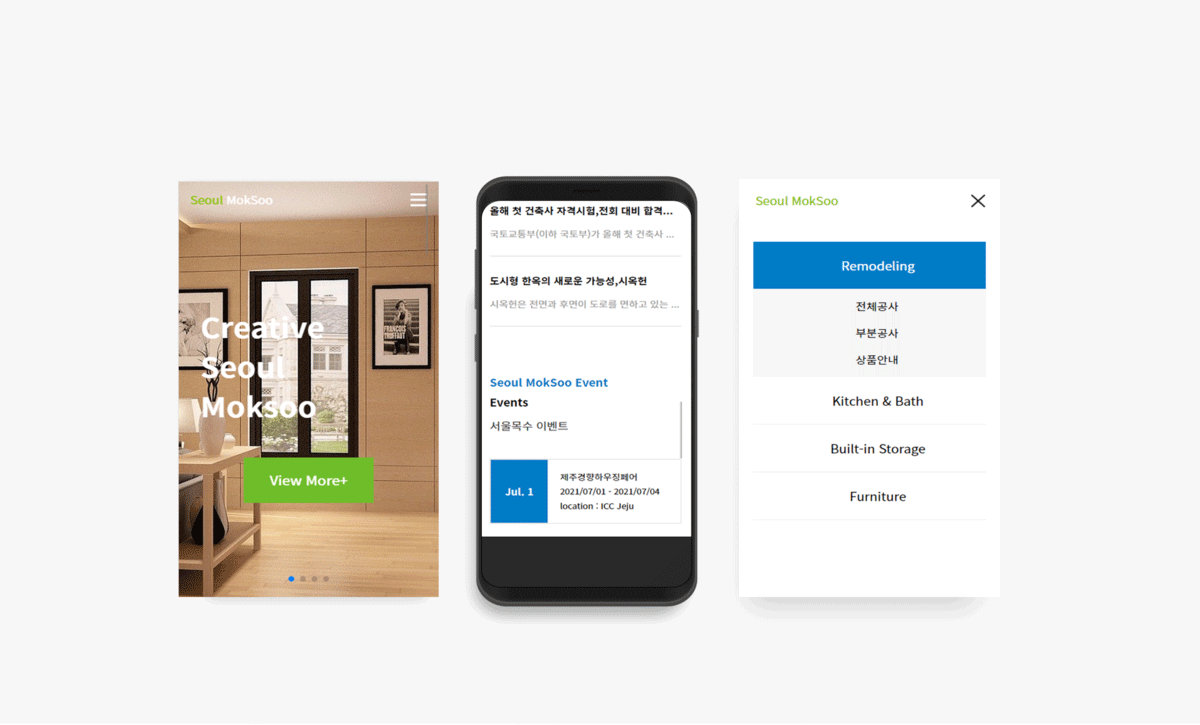 Seoul MokSoo
Creative
Seoul
Moksoo
View More+
FRANÇOIS
TRUFFAUT
올해 첫 건축사 자격시험,전회 대비 합격...
국토교통부(이하 국토부)가 올해 첫 건축사 ...
도시형 한옥의 새로운 가능성,시옥헌
시옥헌은 전면과 후면이 도로를 면하고 있는 ...
Seoul MokSoo Event
Events
서울목수 이벤트
Jul. 1
제주경향하우징페어
2021/07/01 - 2021/07/04
location : ICC Jeju
Seoul MokSoo
Remodeling
전체공사
부분공사
상품안내
Kitchen & Bath
Built-in Storage
Furniture